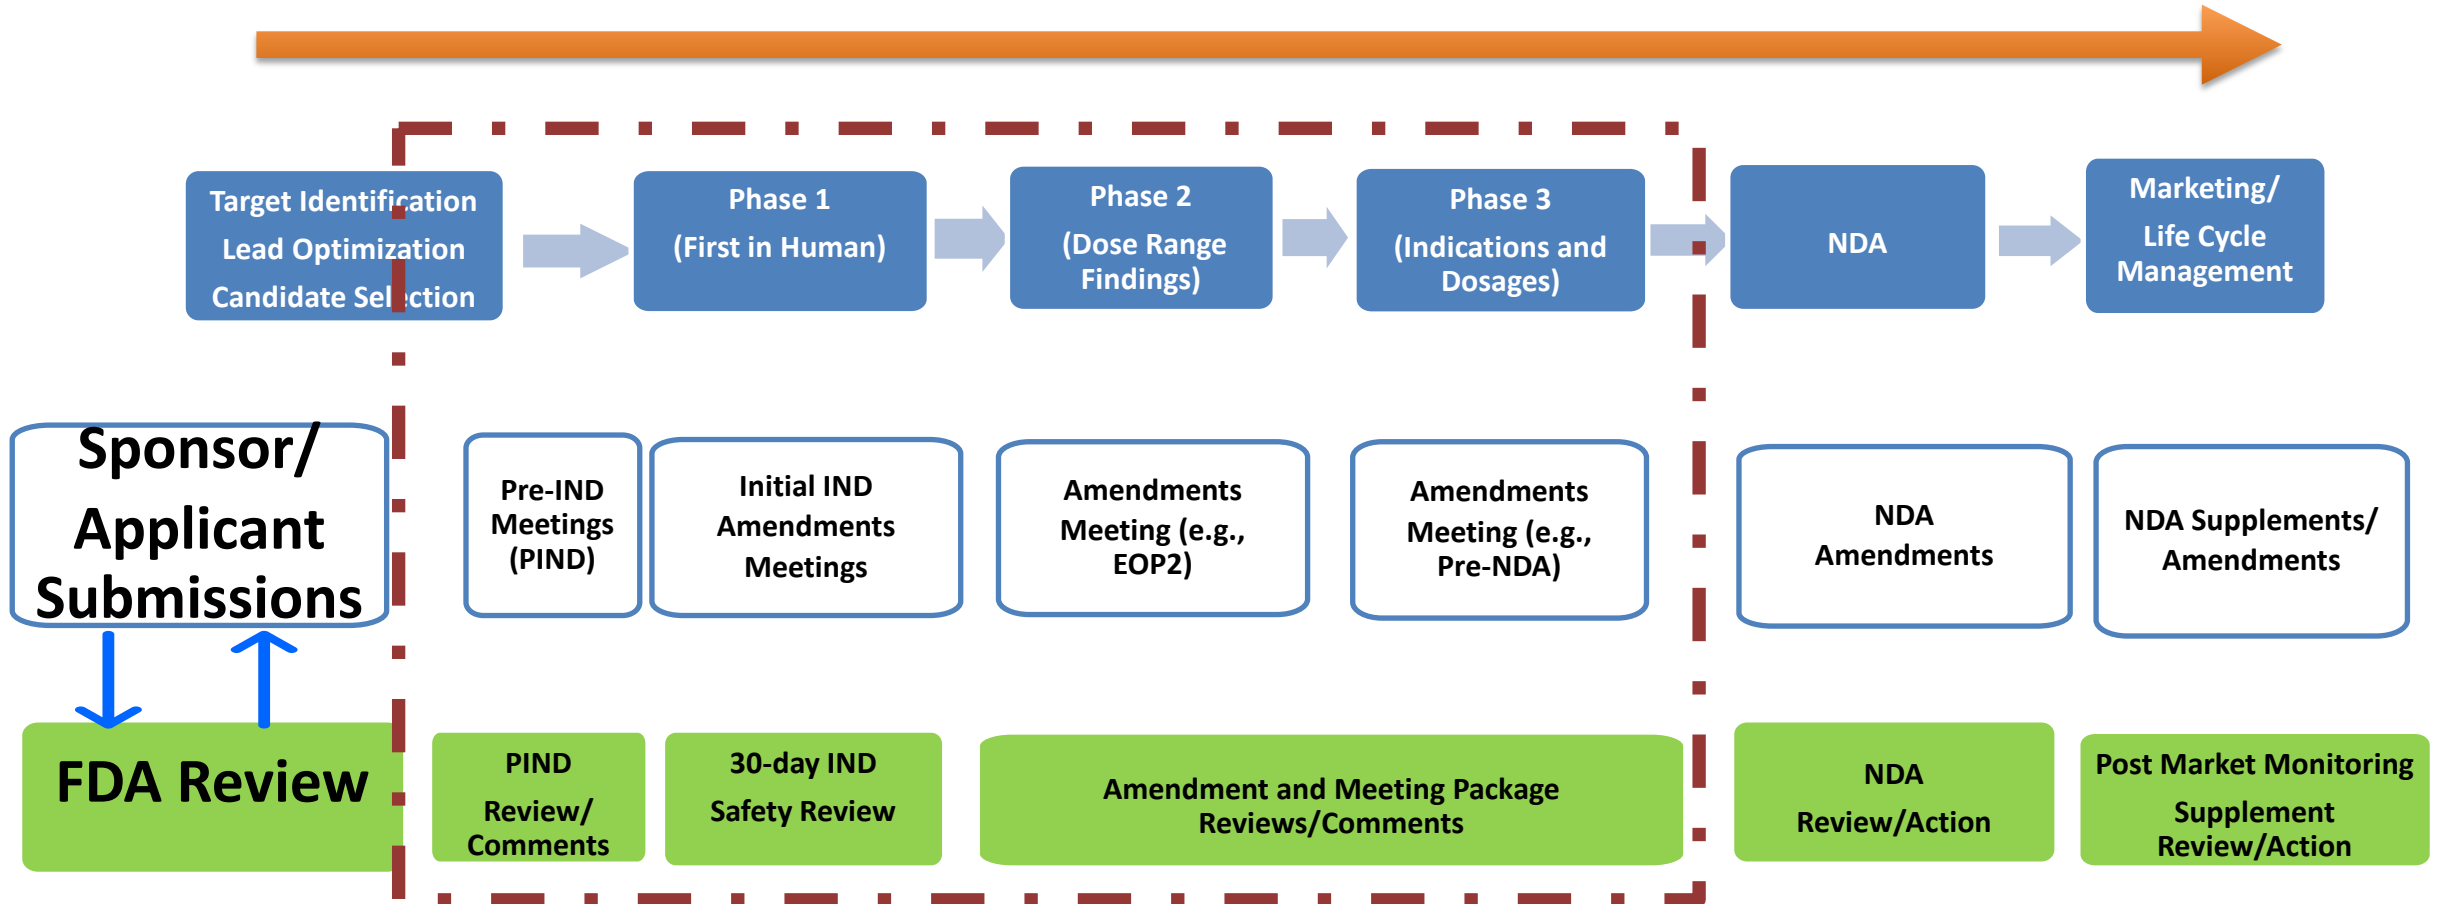 Target Identification
Lead Optimization
Candidate Selection
Phase 1
(First in Human)
Phase 2
(Dose Range
Findings)
Phase 3
(Indications and
Dosages)
NDA
Marketing/
Life Cycle
Management
Sponsor/
Applicant
Submissions
Pre-IND
Meetings
(PIND)
Initial IND
Amendments
Meetings
Amendments
Meeting (e.g.,
EOP2)
Amendments
Meeting (e.g.,
Pre-NDA)
NDA
Amendments
NDA Supplements/
Amendments
FDA Review
PIND
Review/
Comments
30-day IND
Safety Review
Amendment and Meeting Package
Reviews/Comments
NDA
Review/Action
Post Market Monitoring
Supplement
Review/Action